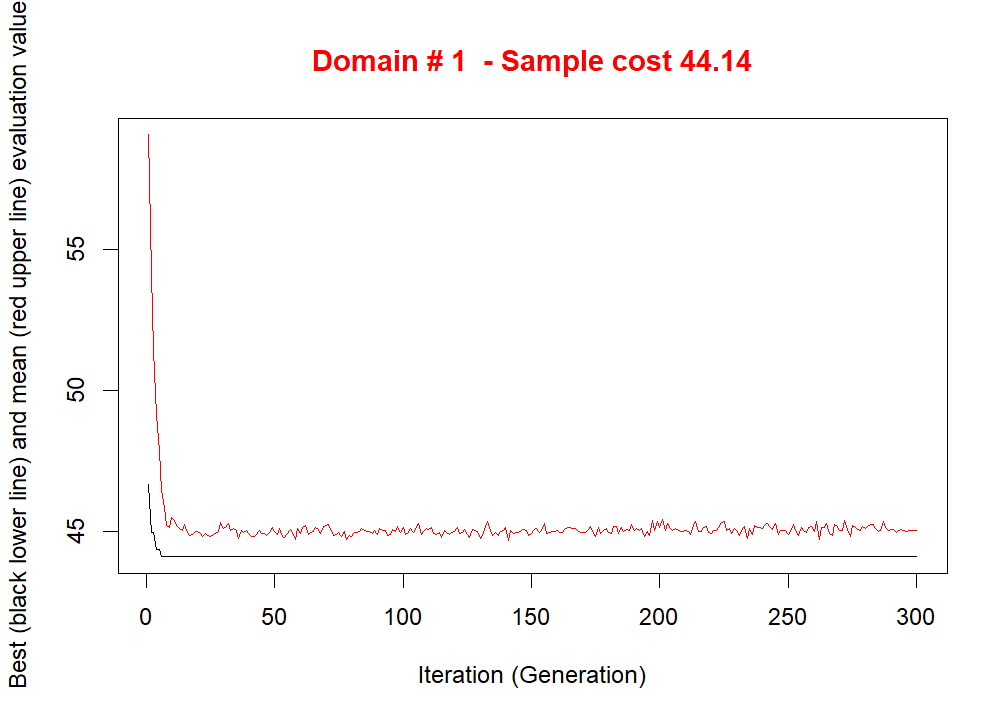 Domain # 1  - Sample cost 44.14
Best (black lower line) and mean (red upper line) evaluation value
55
50
45
0 50 100 150 200 250 300
Iteration (Generation)